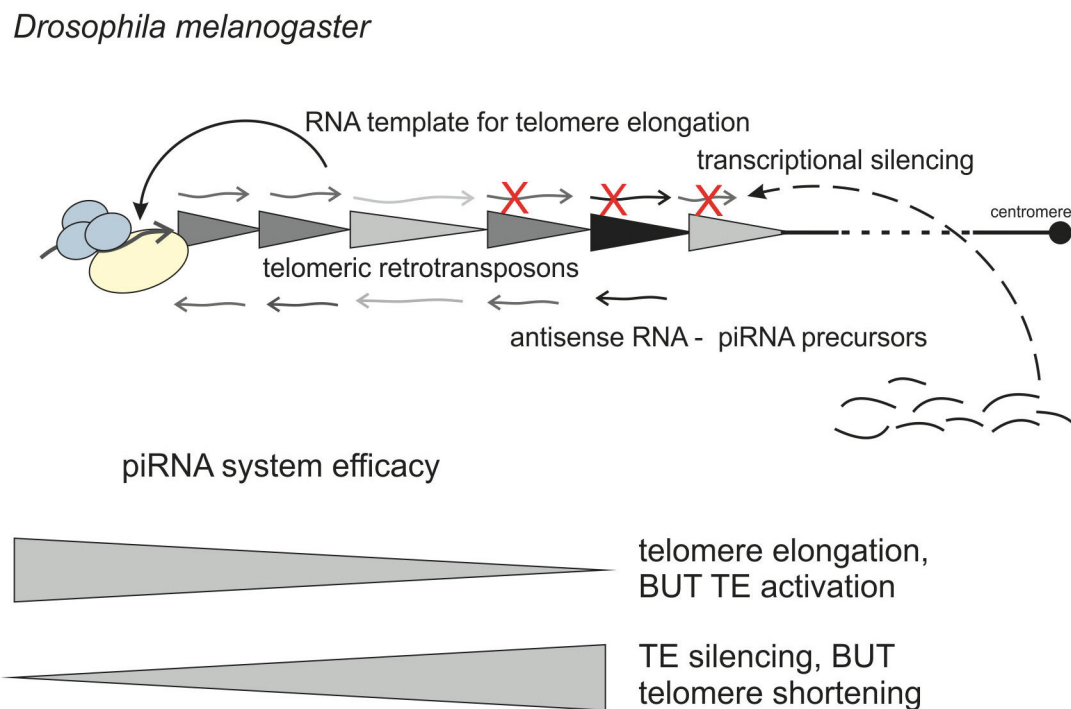 Drosophila melanogaster
RNA template for telomere elongation
transcriptional silencing
centromere
telomeric retrotransposons
antisense RNA - piRNA precursors
piRNA system efficacy
telomere elongation,
BUT TE activation
TE silencing, BUT
telomere shortening